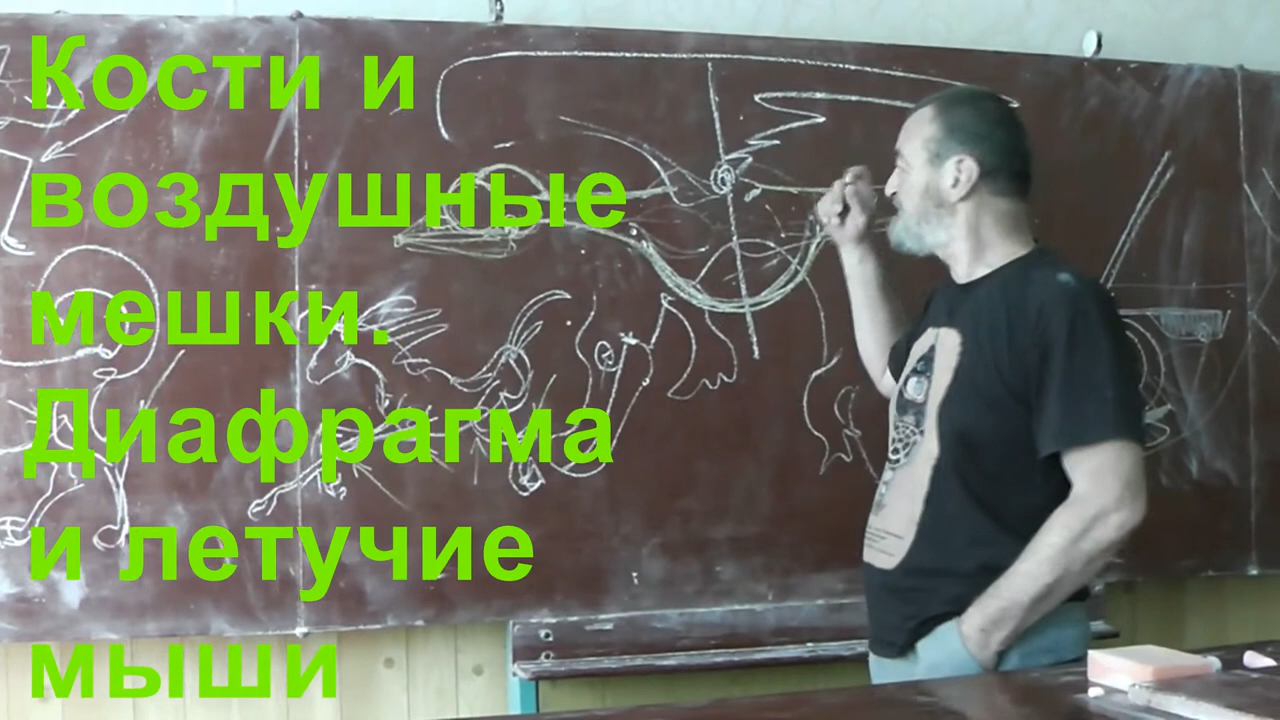 Кости и
воздушные
мешки.
Диафрагма
и летучие
мыши